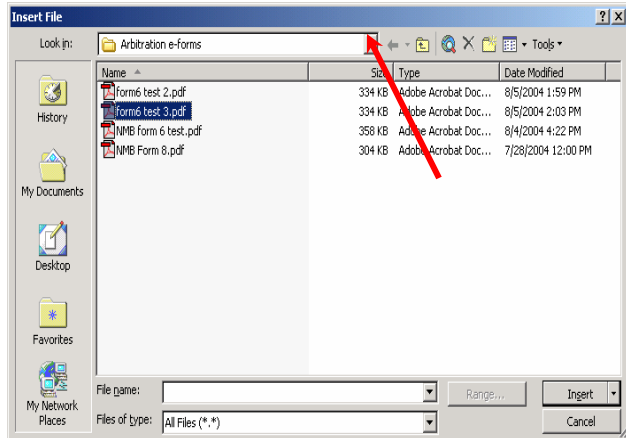 Insert File
Look in: Arbitration e-forms Tools
Name Size Type Date Modified
form6 test 2.pdf 334 KB Adobe Acrobat Doc... 8/5/2004 1:59 PM
form6 test 3.pdf 334 KB Adobe Acrobat Doc... 8/5/2004 2:03 PM
NMB form 6 test.pdf 358 KB Adobe Acrobat Doc... 8/4/2004 4:22 PM
NMB Form 8.pdf 304 KB Adobe Acrobat Doc... 7/28/2004 12:00 PM
History
My Documents
Desktop
Favorites
My Network
Places
File name: Range... Insert
Files of type: All Files (*.*) Cancel